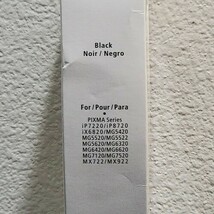 Black
Noir / Negro
For / Pour / Para
PIXMA Series
iP7220 / iP8720
iX6820 / MG5420
MG5520 / MG5522
MG5620 / MG6320
MG6420 / MG6620
MG7120 / MG7520
MX722 / MX922